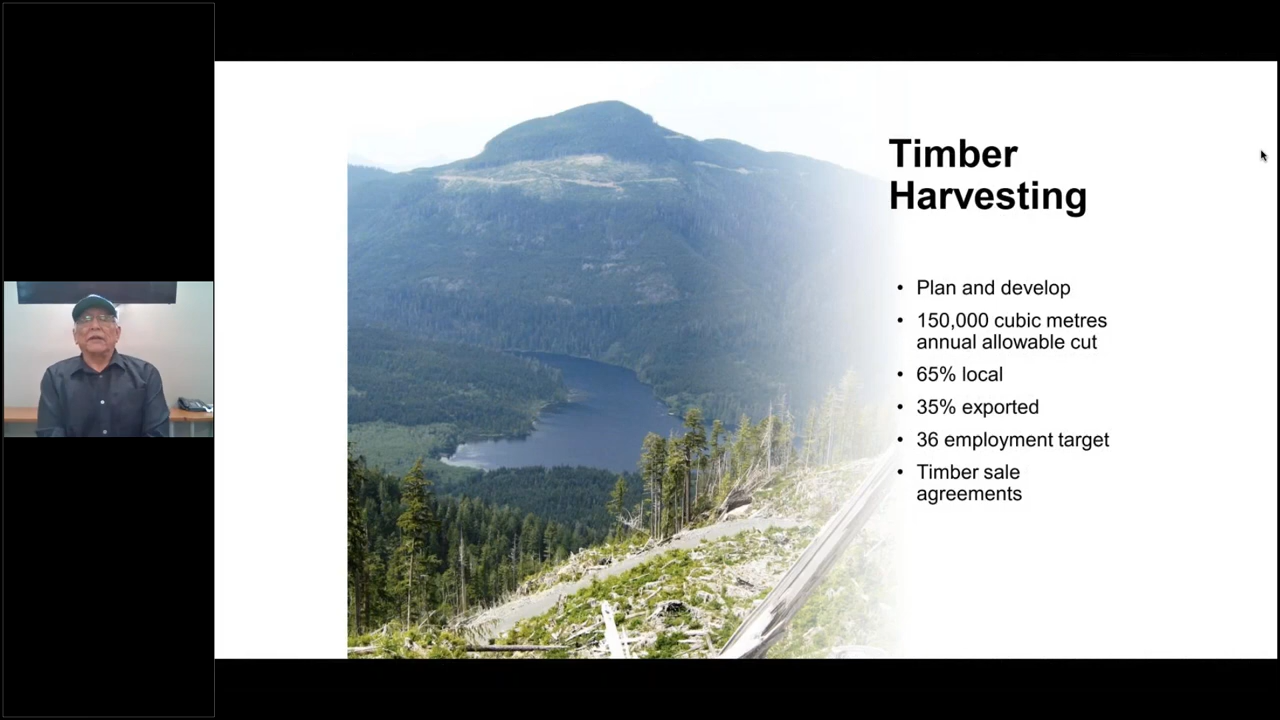 Timber
Harvesting
• Plan and develop
• 150,000 cubic metres
annual allowable cut
• 65% local
• 35% exported
• 36 employment target
• Timber sale
agreements